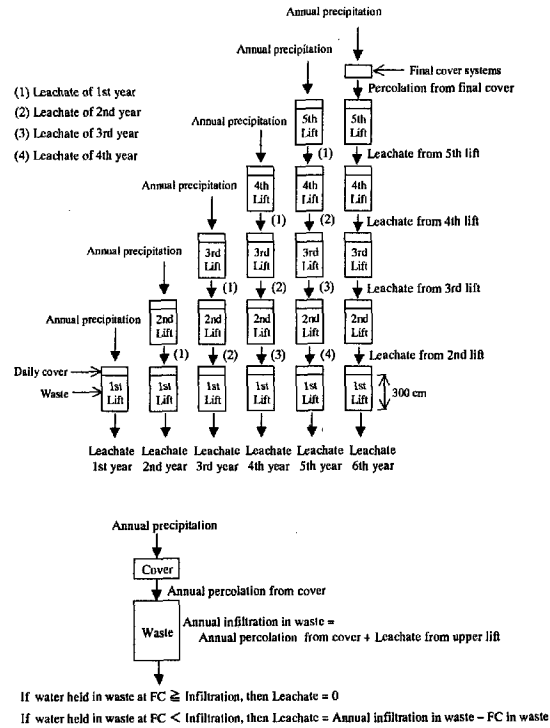 Annual precipitation
Annual precipitation
Final cover systems
(1) Leachate of 1st year
Percolation from final cover
(2) Leachate of 2nd year
(3) Leachate of 3rd year
Annual precipitation
5th Lift
5th Lift
(4) Leachate of 4th year
(1)
Leachate from 5th lift
Annual precipitation
4th Lift
4th Lift
4th Lift
(1)
(2)
Leachate from 4th lift
Annual precipitation
3rd Lift
3rd Lift
3rd Lift
3rd Lift
(1)
(2)
(3)
Leachate from 3rd lift
Annual precipitation
2nd Lift
2nd Lift
2nd Lift
2nd Lift
2nd Lift
(1)
(2)
(3)
(4)
Leachate from 2nd lift
Daily cover
Waste
1st Lift
1st Lift
1st Lift
1st Lift
1st Lift
1st Lift
300 cm
Leachate Leachate Leachate Leachate Leachate Leachate
1st year 2nd year 3rd year 4th year 5th year 6th year
Annual precipitation
Cover
Annual percolation from cover
Waste
Annual infiltration in waste =
Annual percolation from cover + Leachate from upper lift
If water held in waste at FC ≧ Infiltration, then Leachate = 0
If water held in waste at FC < Infiltration, then Leachate = Annual infiltration in waste – FC in waste